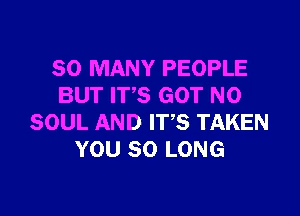 SO MANY PEOPLE
BUT IT'S GOT NO
SOUL AND IT'S TAKEN
YOU SO LONG